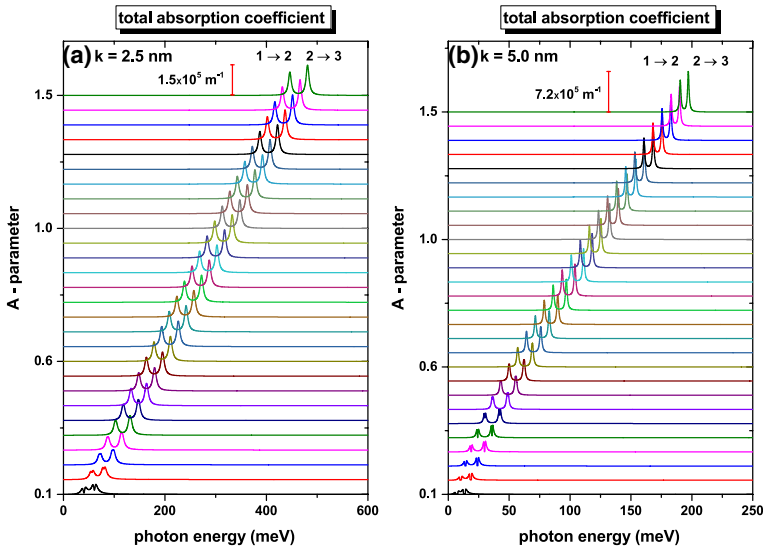 total absorption coefficient
(a) k = 2.5 nm
1 → 2 2 → 3
1.5x10⁵ m⁻¹
A - parameter
1.5
1.0
0.6
0.1
0 200 400 600
photon energy (meV)
total absorption coefficient
(b) k = 5.0 nm
1 → 2 2 → 3
7.2x10⁵ m⁻¹
A - parameter
1.5
1.0
0.6
0.1
0 50 100 150 200 250
photon energy (meV)